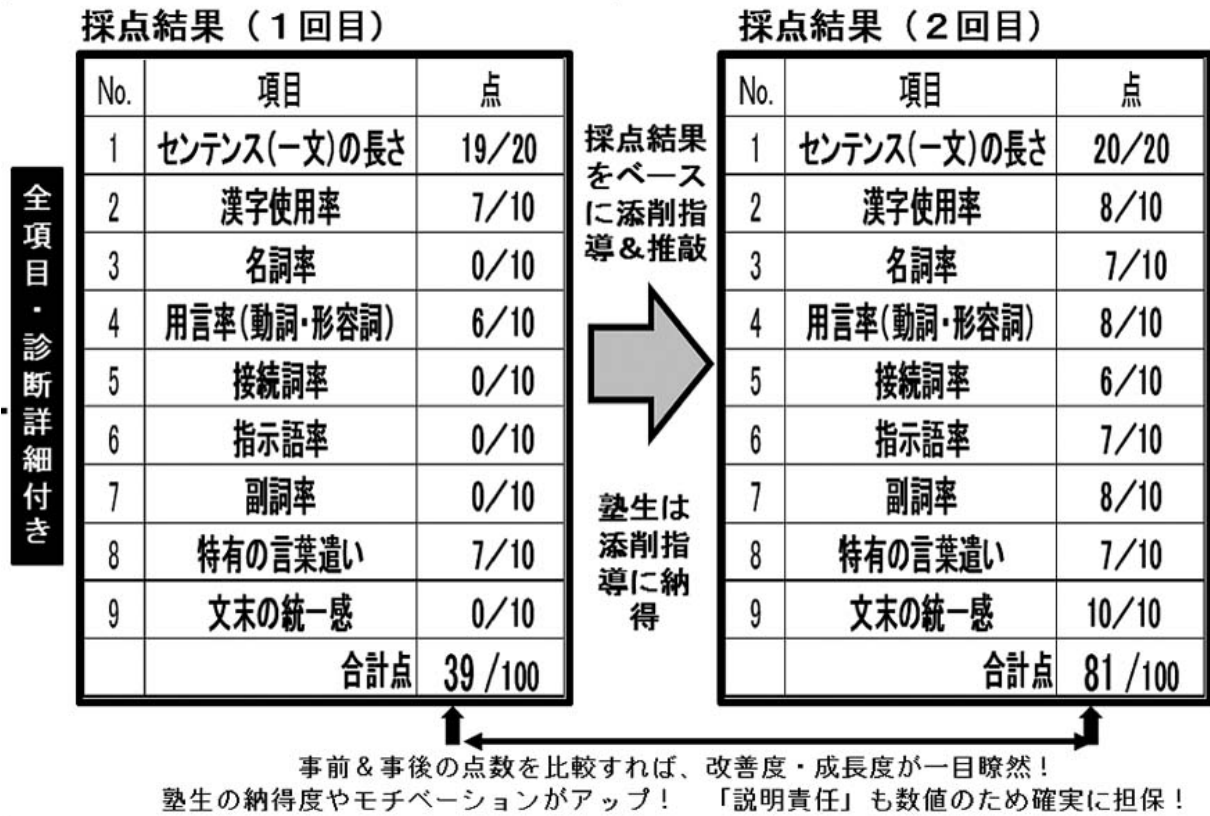 採点結果(1回目)
No. 項目 点
1 センテンス(一文)の長さ 19/20
2 漢字使用率 7/10
3 名詞率 0/10
4 用言率(動詞・形容詞) 6/10
5 接続詞率 0/10
6 指示語率 0/10
7 副詞率 0/10
8 特有の言葉遣い 7/10
9 文末の統一感 0/10
合計点 39/100
全項目・診断詳細付き
採点結果
をベース
に添削指
導&推敲
塾生は
添削指
導に納
得
採点結果(2回目)
No. 項目 点
1 センテンス(一文)の長さ 20/20
2 漢字使用率 8/10
3 名詞率 7/10
4 用言率(動詞・形容詞) 8/10
5 接続詞率 6/10
6 指示語率 7/10
7 副詞率 8/10
8 特有の言葉遣い 7/10
9 文末の統一感 10/10
合計点 81/100
事前&事後の点数を比較すれば、改善度・成長度が一目瞭然!
塾生の納得度やモチベーションがアップ! 「説明責任」も数値のため確実に担保!